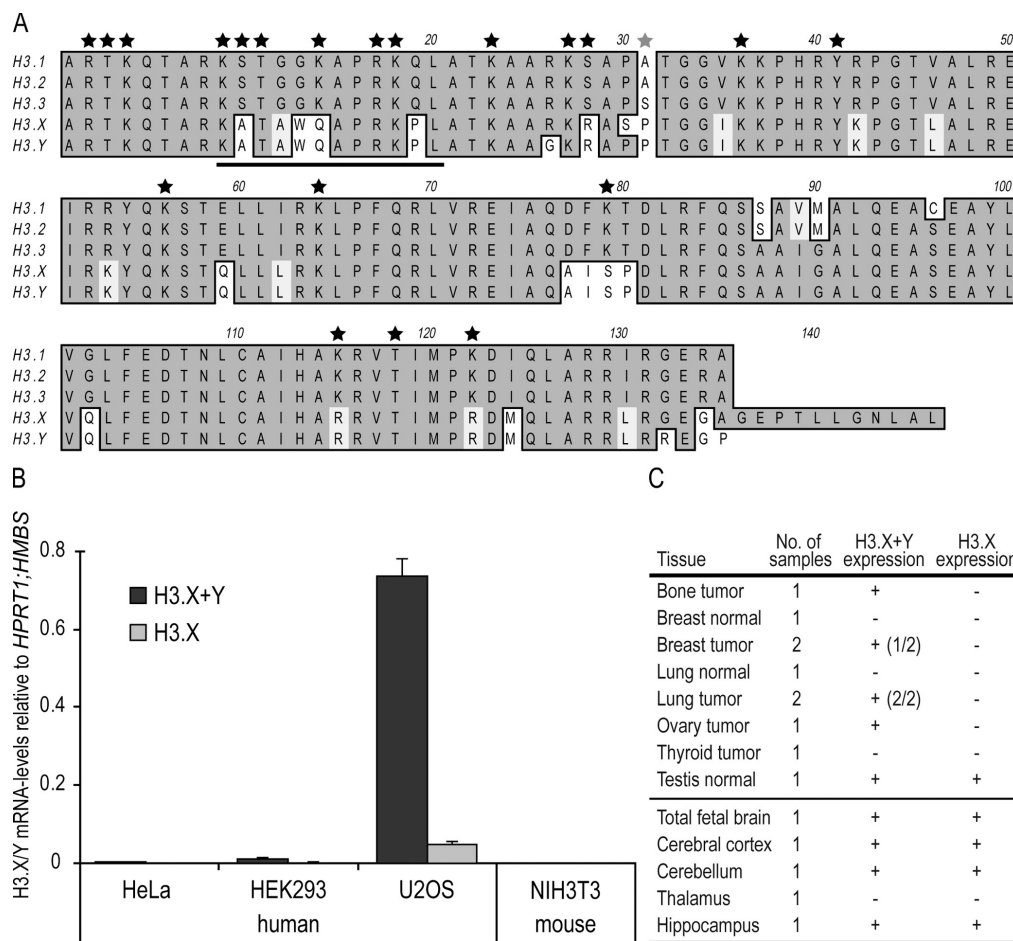 A
20 30 40 50
H3.1 A R T K Q T A R K S T G G K A P R K Q L A T K A A R K S A P A T G G V K K P H R Y R P G T V A L R E
H3.2 A R T K Q T A R K S T G G K A P R K Q L A T K A A R K S A P A T G G V K K P H R Y R P G T V A L R E
H3.3 A R T K Q T A R K S T G G K A P R K Q L A T K A A R K S A P S T G G V K K P H R Y R P G T V A L R E
H3.X A R T K Q T A R K A T A W Q A P R K P L A T K A A R K R A S P T G G I K K P H R Y K P G T L A L R E
H3.Y A R T K Q T A R K A T A W Q A P R K P L A T K A A G K R A P P T G G I K K P H R Y K P G T L A L R E
60 70 80 90 100
H3.1 I R R Y Q K S T E L L I R K L P F Q R L V R E I A Q D F K T D L R F Q S S A V M A L Q E A C E A Y L
H3.2 I R R Y Q K S T E L L I R K L P F Q R L V R E I A Q D F K T D L R F Q S S A V M A L Q E A S E A Y L
H3.3 I R R Y Q K S T E L L I R K L P F Q R L V R E I A Q D F K T D L R F Q S A A I G A L Q E A S E A Y L
H3.X I R K Y Q K S T Q L L L R K L P F Q R L V R E I A Q A I S P D L R F Q S A A I G A L Q E A S E A Y L
H3.Y I R K Y Q K S T Q L L L R K L P F Q R L V R E I A Q A I S P D L R F Q S A A I G A L Q E A S E A Y L
110 120 130 140
H3.1 V G L F E D T N L C A I H A K R V T I M P K D I Q L A R R I R G E R A
H3.2 V G L F E D T N L C A I H A K R V T I M P K D I Q L A R R I R G E R A
H3.3 V G L F E D T N L C A I H A K R V T I M P K D I Q L A R R I R G E R A
H3.X V Q L F E D T N L C A I H A R R V T I M P R D M Q L A R R L R G E G A G E P T L L G N L A L
H3.Y V Q L F E D T N L C A I H A R R V T I M P R D M Q L A R R L R R E G P
B
H3.X/Y mRNA-levels relative to HPRT1;HMBS
0.8
0.6
0.4
0.2
0
H3.X+Y
H3.X
HeLa HEK293 U2OS NIH3T3
human mouse
C
Tissue No. of samples H3.X+Y expression H3.X expression
Bone tumor 1 + -
Breast normal 1 - -
Breast tumor 2 + (1/2) -
Lung normal 1 - -
Lung tumor 2 + (2/2) -
Ovary tumor 1 + -
Thyroid tumor 1 - -
Testis normal 1 + +
Total fetal brain 1 + +
Cerebral cortex 1 + +
Cerebellum 1 + +
Thalamus 1 - -
Hippocampus 1 + +